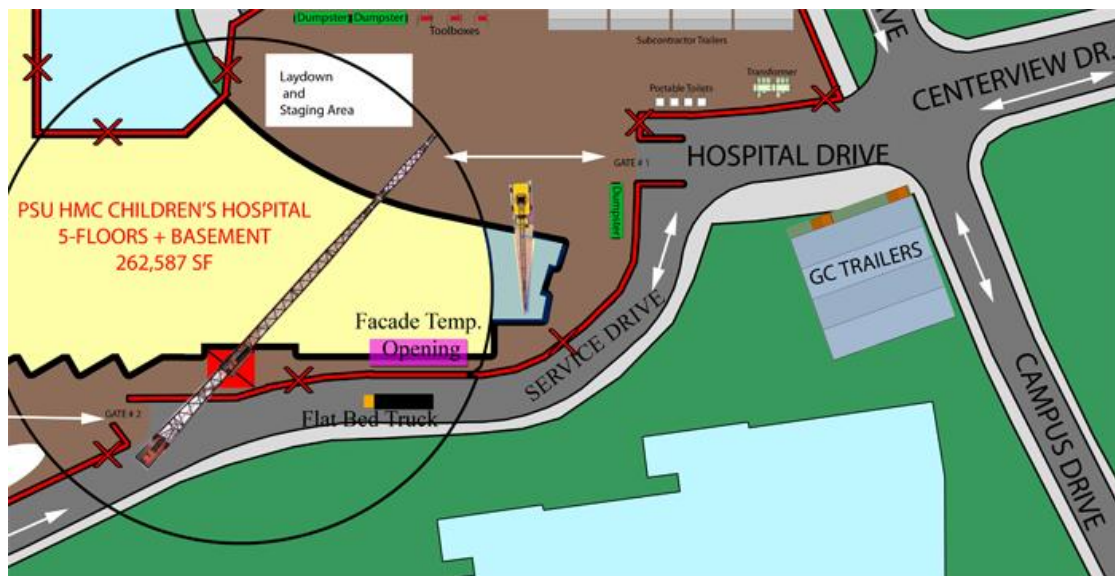 Dumpster Dumpster
Toolboxes
Subcontractor Trailers
Laydown
and
Staging Area
Portable Toilets
Transformer
IVE
CENTERVIEW DR.
HOSPITAL DRIVE
GATE # 1
Dumpster
PSU HMC CHILDREN'S HOSPITAL
5-FLOORS + BASEMENT
262,587 SF
GC TRAILERS
Facade Temp.
Opening
SERVICE DRIVE
CAMPUS DRIVE
GATE # 2
Flat Bed Truck